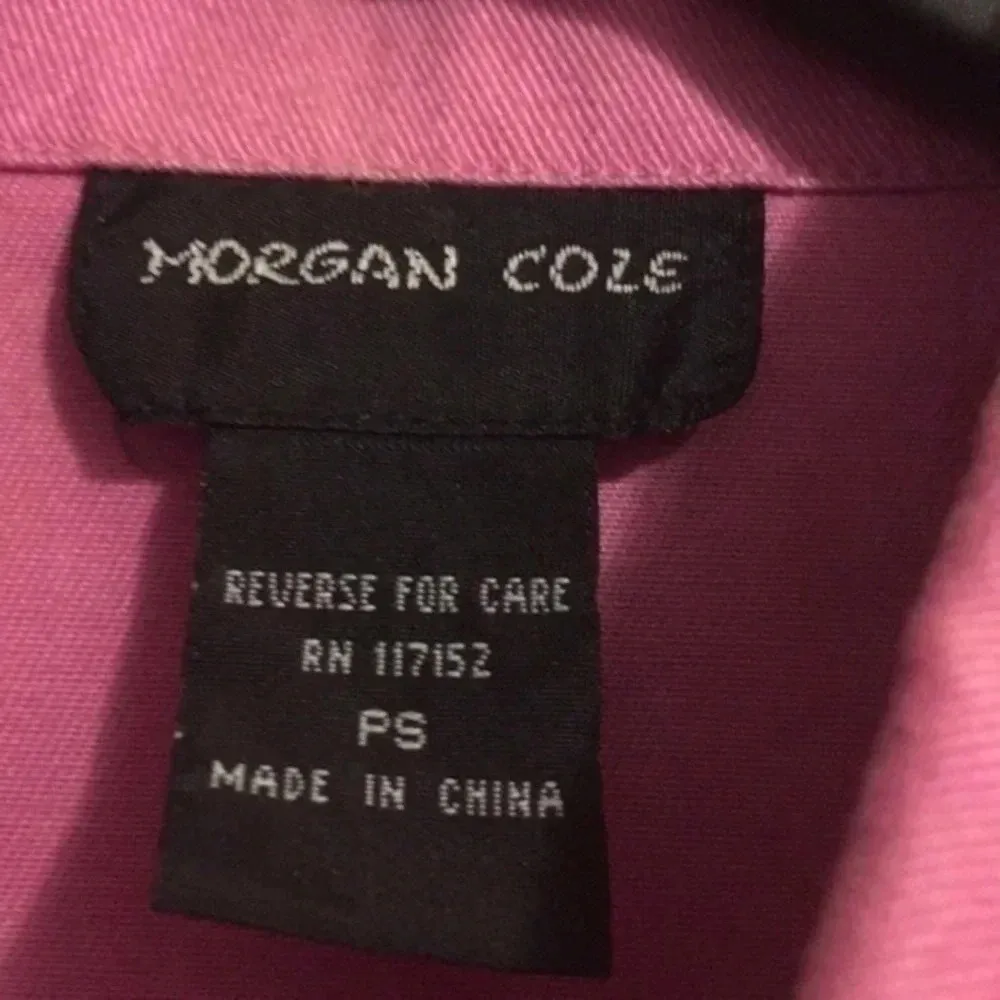 MORGAN COLE
REVERSE FOR CARE
RN 117152
PS
MADE IN CHINA